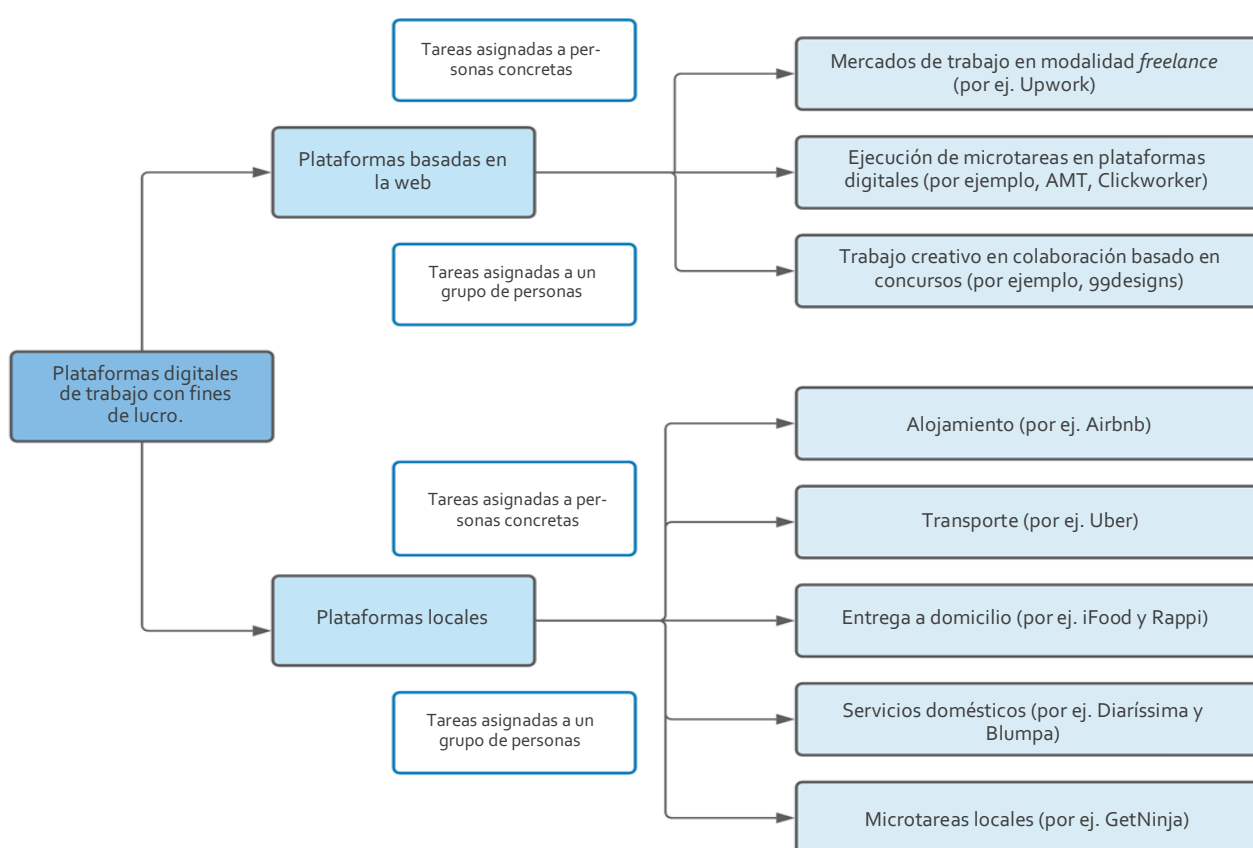 Tareas asignadas a per-
sonas concretas
Mercados de trabajo en modalidad freelance
(por ej. Upwork)
Plataformas basadas en
la web
Ejecución de microtareas en plataformas
digitales (por ejemplo, AMT, Clickworker)
Tareas asignadas a un
grupo de personas
Trabajo creativo en colaboración basado en
concursos (por ejemplo, 99designs)
Plataformas digitales
de trabajo con fines
de lucro.
Alojamiento (por ej. Airbnb)
Tareas asignadas a per-
sonas concretas
Transporte (por ej. Uber)
Plataformas locales
Entrega a domicilio (por ej. iFood y Rappi)
Tareas asignadas a un
grupo de personas
Servicios domésticos (por ej. Diaríssima y
Blumpa)
Microtareas locales (por ej. GetNinja)